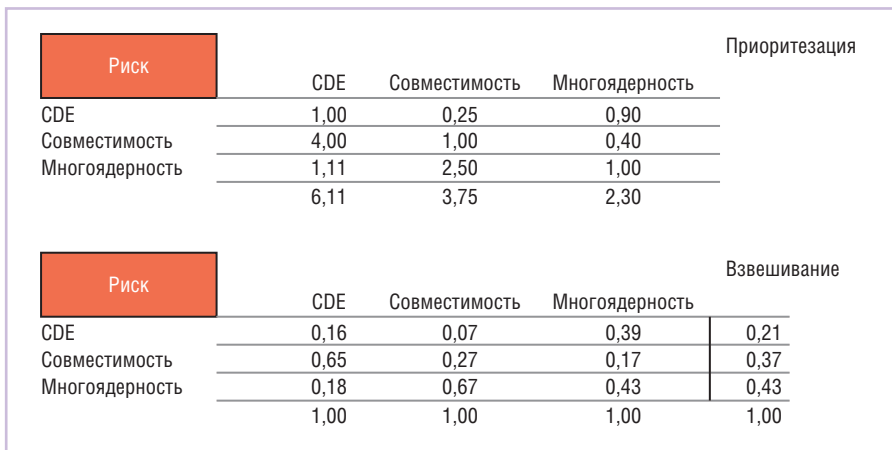 Риск
Приоритезация
CDE Совместимость Многоядерность
CDE 1,00 0,25 0,90
Совместимость 4,00 1,00 0,40
Многоядерность 1,11 2,50 1,00
6,11 3,75 2,30
Риск
Взвешивание
CDE Совместимость Многоядерность
CDE 0,16 0,07 0,39 0,21
Совместимость 0,65 0,27 0,17 0,37
Многоядерность 0,18 0,67 0,43 0,43
1,00 1,00 1,00 1,00